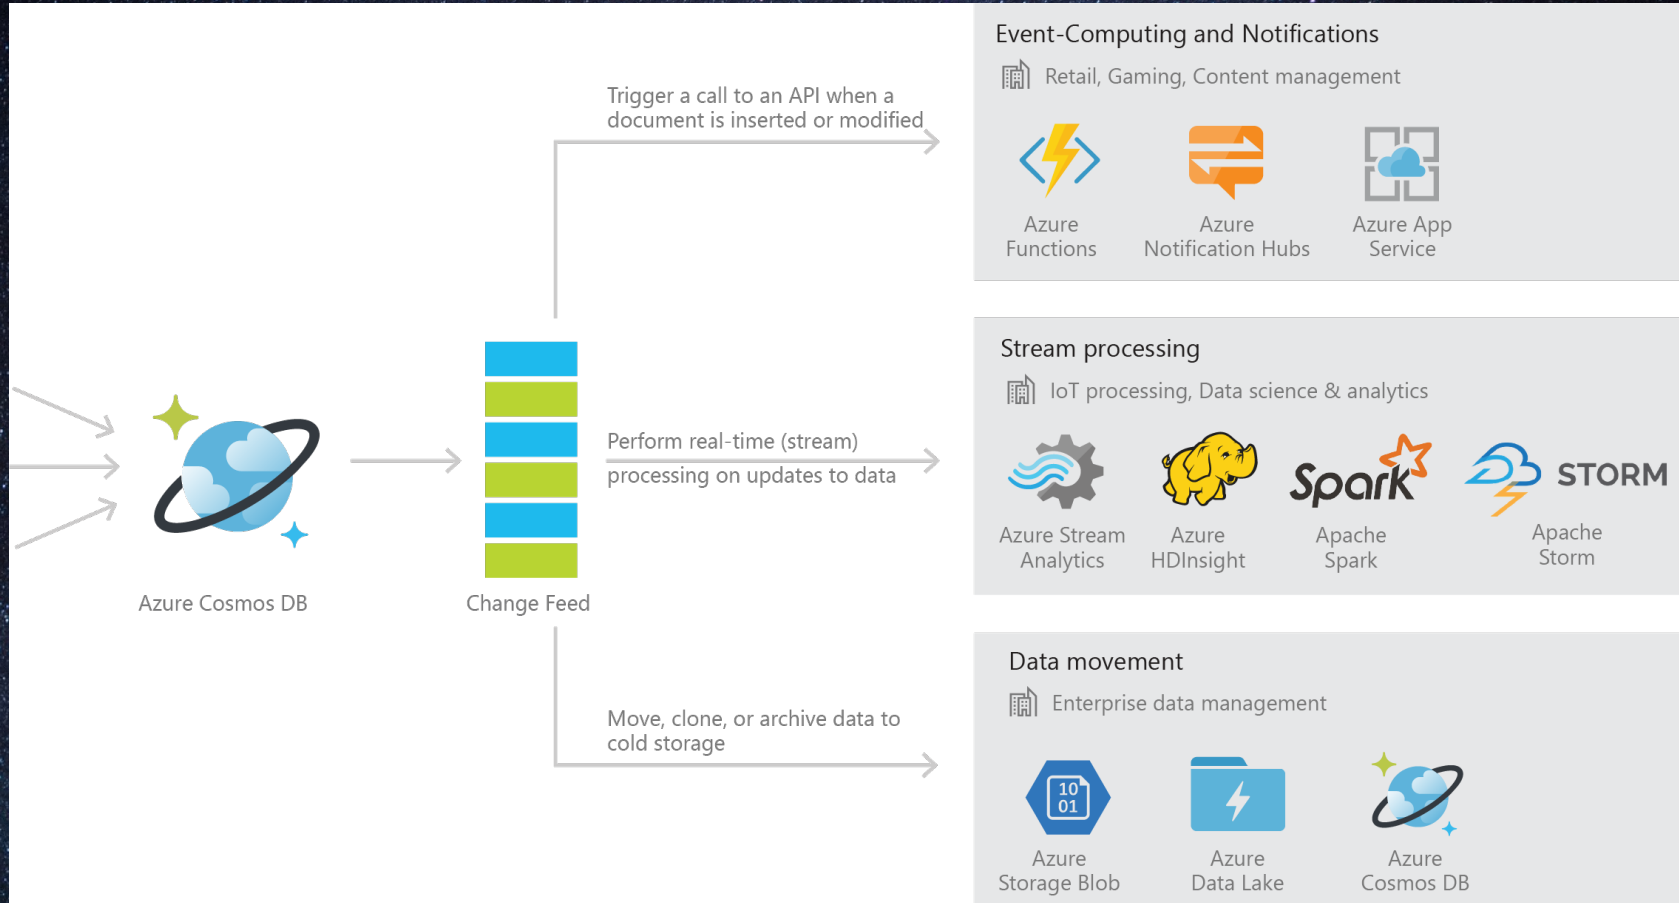 Event-Computing and Notifications
Retail, Gaming, Content management
Trigger a call to an API when a
document is inserted or modified
Azure
Functions
Azure
Notification Hubs
Azure App
Service
Stream processing
IoT processing, Data science & analytics
Perform real-time (stream)
processing on updates to data
Spark
STORM
Azure Stream
Analytics
Azure
HDInsight
Apache
Spark
Apache
Storm
Azure Cosmos DB
Change Feed
Data movement
Enterprise data management
Move, clone, or archive data to
cold storage
10
01
Azure
Storage Blob
Azure
Data Lake
Azure
Cosmos DB